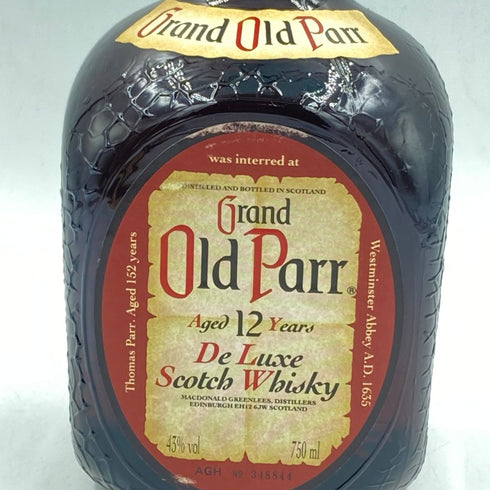 Grand Old Parr
was interred at
DISTILLED AND BOTTLED IN SCOTLAND
Grand
Old Parr®
Aged 12 Years
De Luxe
Scotch Whisky
MACDONALD GREENLEES, DISTILLERS
EDINBURGH EH12 6JW SCOTLAND
43% vol 750 ml
AGH Nº 348844
Thomas Parr. Aged 152 years
Westminster Abbey A.D. 1635